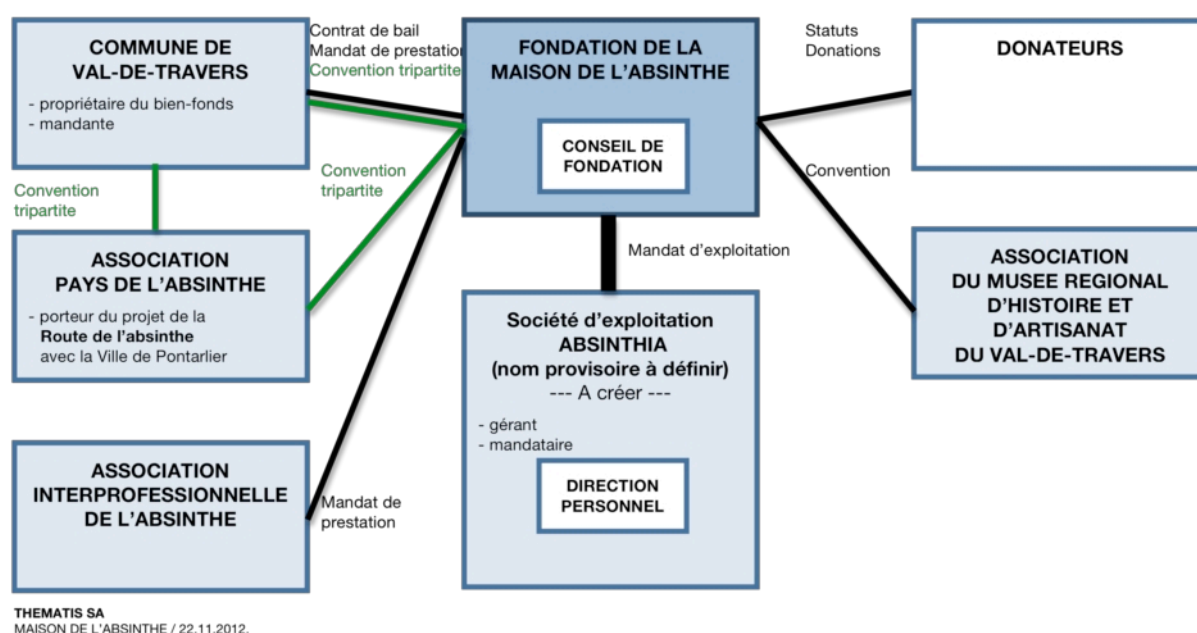 COMMUNE DE
VAL-DE-TRAVERS
- propriétaire du bien-fonds
- mandante
Contrat de bail
Mandat de prestation
Convention tripartite
FONDATION DE LA
MAISON DE L'ABSINTHE
CONSEIL DE
FONDATION
Statuts
Donations
DONATEURS
Convention
tripartite
Convention
tripartite
Convention
ASSOCIATION
PAYS DE L'ABSINTHE
- porteur du projet de la
Route de l'absinthe
avec la Ville de Pontarlier
Mandat d'exploitation
ASSOCIATION
DU MUSEE REGIONAL
D'HISTOIRE ET
D'ARTISANAT
DU VAL-DE-TRAVERS
Société d'exploitation
ABSINTHIA
(nom provisoire à définir)
--- A créer ---
- gérant
- mandataire
DIRECTION
PERSONNEL
ASSOCIATION
INTERPROFESSIONNELLE
DE L'ABSINTHE
Mandat de
prestation
THEMATIS SA
MAISON DE L'ABSINTHE / 22.11.2012.